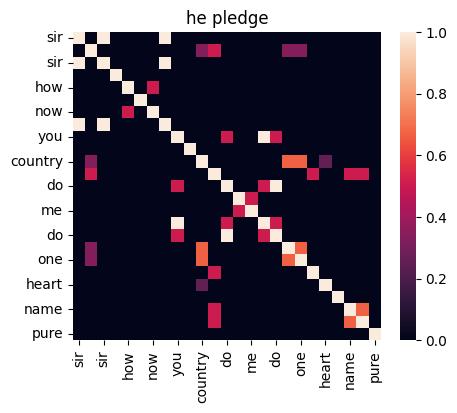 he pledge
sir
sir
how
now
you
country
do
me
do
one
heart
name
pure
sir
sir
how
now
you
country
do
me
do
one
heart
name
pure
1.0
0.8
0.6
0.4
0.2
0.0